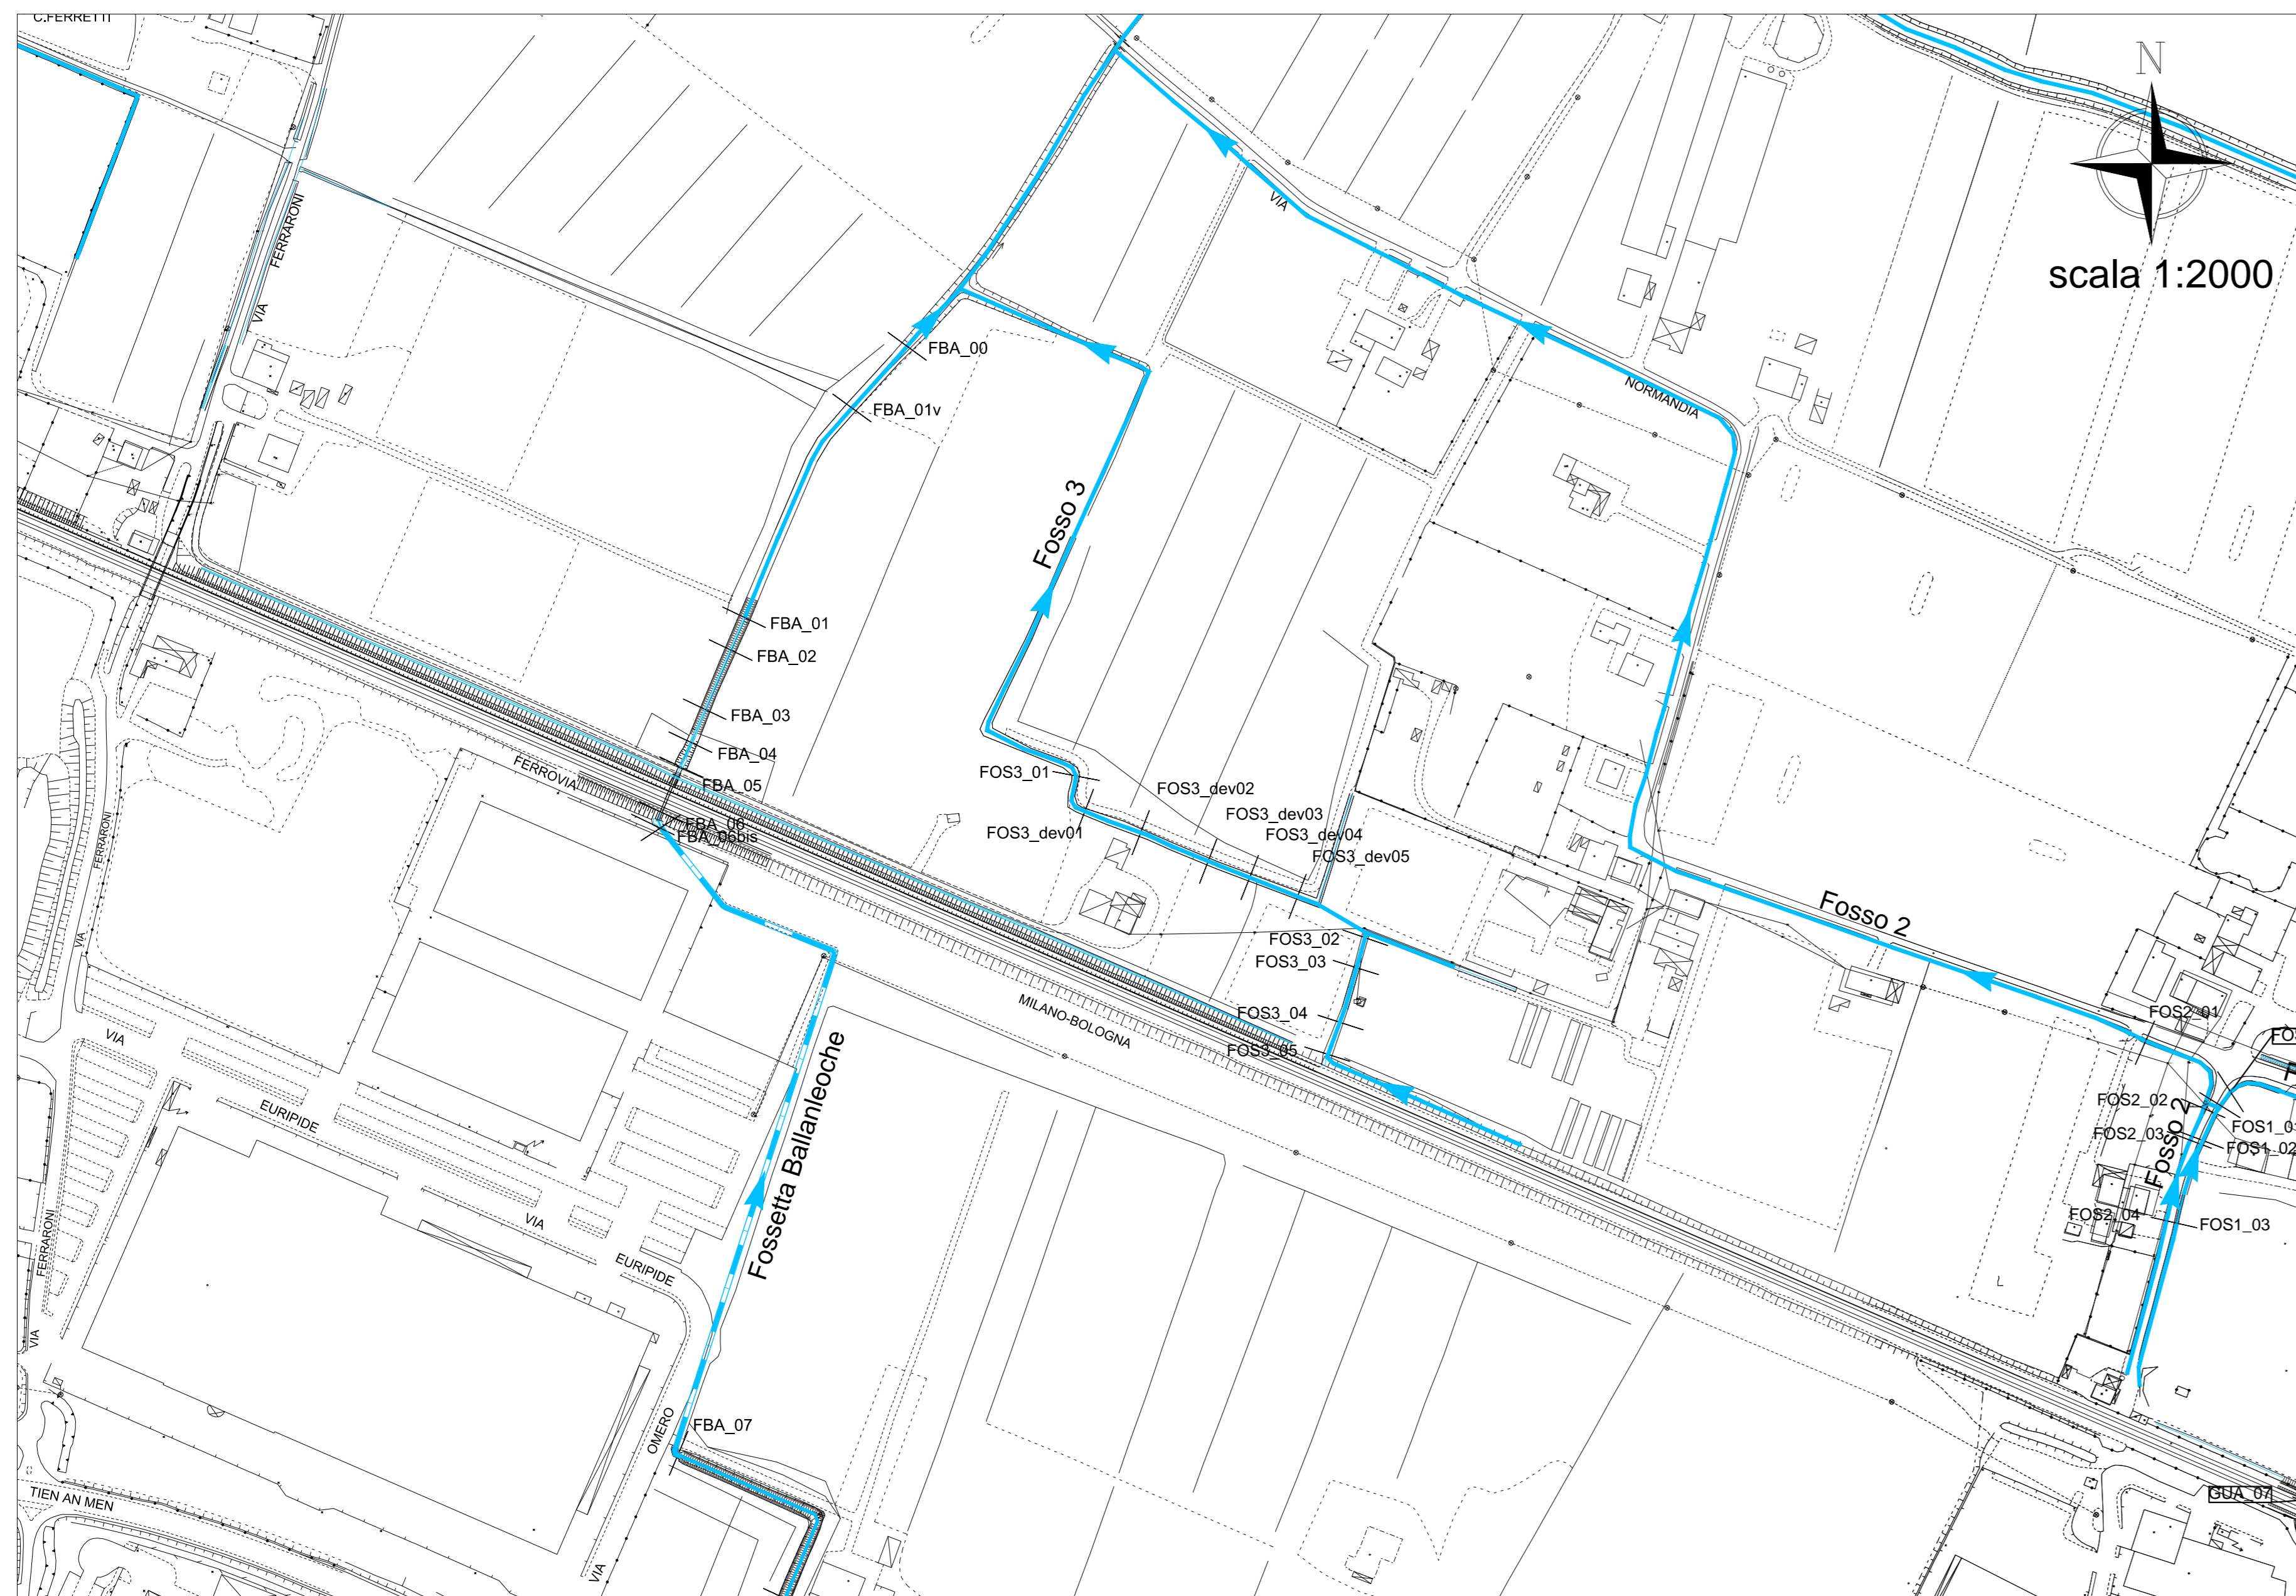 C.FERRETTI
N
scala 1:2000
VIA
FERRARONI
VIA
NORMANDIA
FBA_00
FBA_01v
Fosso 3
FBA_01
FBA_02
FBA_03
FBA_04
FBA_05
FBA_06
FBA_06bis
FERROVIA
MILANO-BOLOGNA
FOS3_01
FOS3_dev01
FOS3_dev02
FOS3_dev03
FOS3_dev04
FOS3_dev05
FOS3_02
FOS3_03
FOS3_04
FOS3_05
Fosso 2
FOS2_01
FOS2_02
FOS2_03
FOS2_04
Fosso 2
FOS1_02
FOS1_03
FERRARONI
VIA
VIA
EURIPIDE
VIA
EURIPIDE
Fossetta Ballanleoche
FERRARONI
VIA
OMERO
VIA
FBA_07
TIEN AN MEN
GUA_07